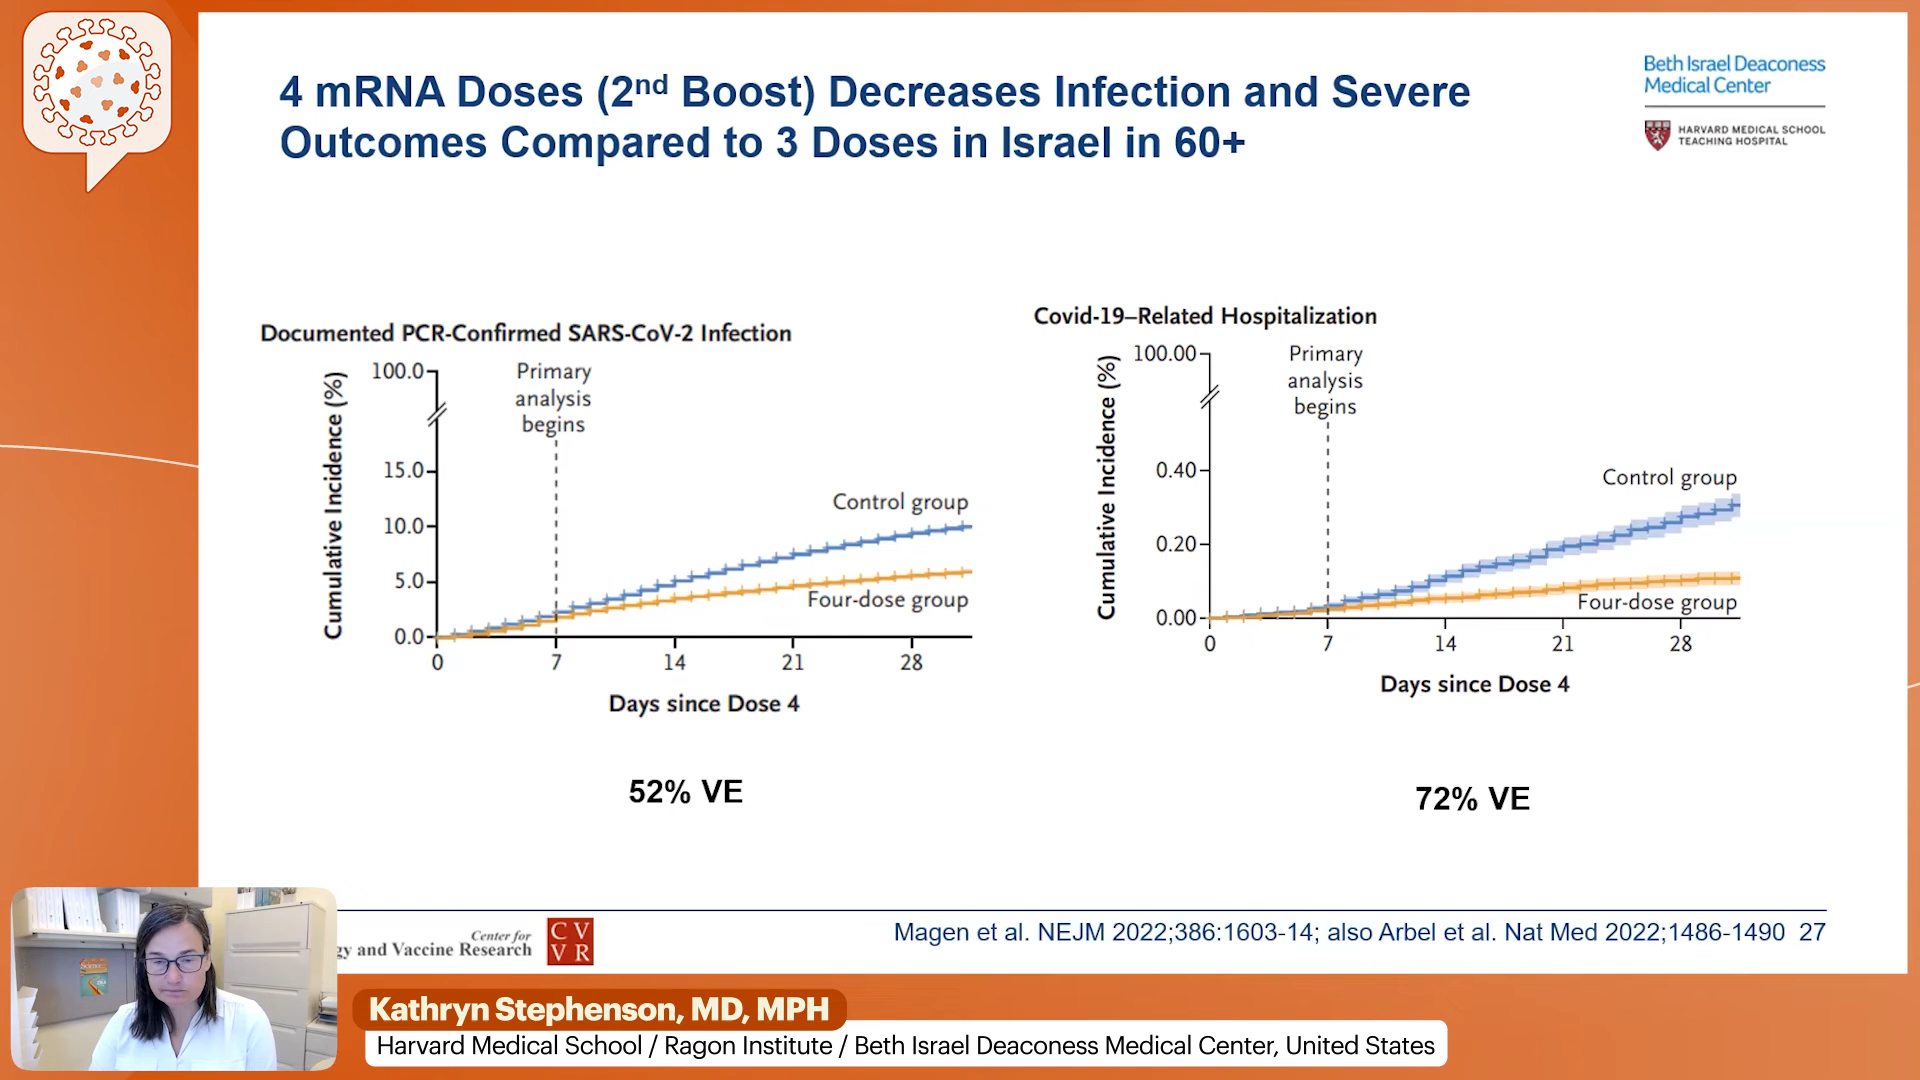 4 mRNA Doses (2nd Boost) Decreases Infection and Severe
Outcomes Compared to 3 Doses in Israel in 60+
Beth Israel Deaconess
Medical Center
HARVARD MEDICAL SCHOOL
TEACHING HOSPITAL
Documented PCR-Confirmed SARS-CoV-2 Infection
Cumulative Incidence (%)
100.0
15.0
10.0
5.0
0.0
Primary
analysis
begins
Control group
Four-dose group
0 7 14 21 28
Days since Dose 4
52% VE
Covid-19–Related Hospitalization
Cumulative Incidence (%)
100.00
0.40
0.20
0.00
Primary
analysis
begins
Control group
Four-dose group
0 7 14 21 28
Days since Dose 4
72% VE
Center for
gy and Vaccine Research
CV
VR
Magen et al. NEJM 2022;386:1603-14; also Arbel et al. Nat Med 2022;1486-1490 27
Kathryn Stephenson, MD, MPH
Harvard Medical School / Ragon Institute / Beth Israel Deaconess Medical Center, United States